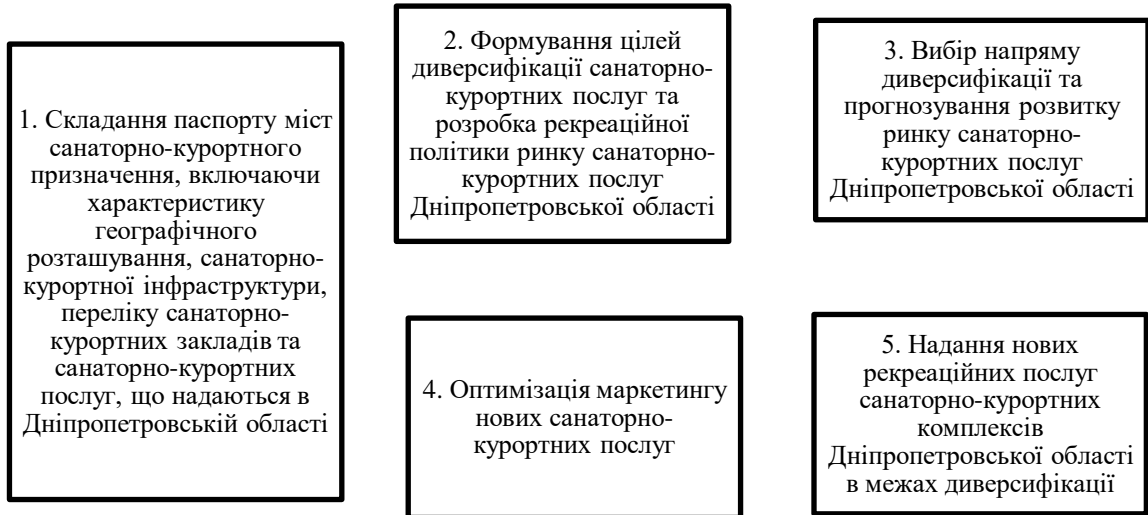 1. Складання паспорту міст
санаторно-курортного
призначення, включаючи
характеристику
географічного
розташування, санаторно-
курортної інфраструктури,
переліку санаторно-
курортних закладів та
санаторно-курортних
послуг, що надаються в
Дніпропетровській області
2. Формування цілей
диверсифікації санаторно-
курортних послуг та
розробка рекреаційної
політики ринку санаторно-
курортних послуг
Дніпропетровської області
3. Вибір напряму
диверсифікації та
прогнозування розвитку
ринку санаторно-
курортних послуг
Дніпропетровської області
4. Оптимізація маркетингу
нових санаторно-
курортних послуг
5. Надання нових
рекреаційних послуг
санаторно-курортних
комплексів
Дніпропетровської області
в межах диверсифікації